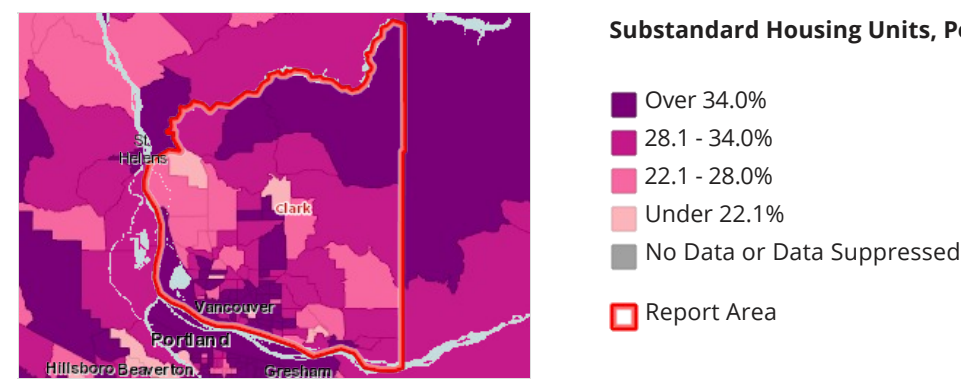 Substandard Housing Units, Pe
Over 34.0%
28.1 - 34.0%
22.1 - 28.0%
Under 22.1%
No Data or Data Suppressed
Report Area
St.
Helens
Clark
Vancouver
Portland
Hillsboro Beaverton
Gresham